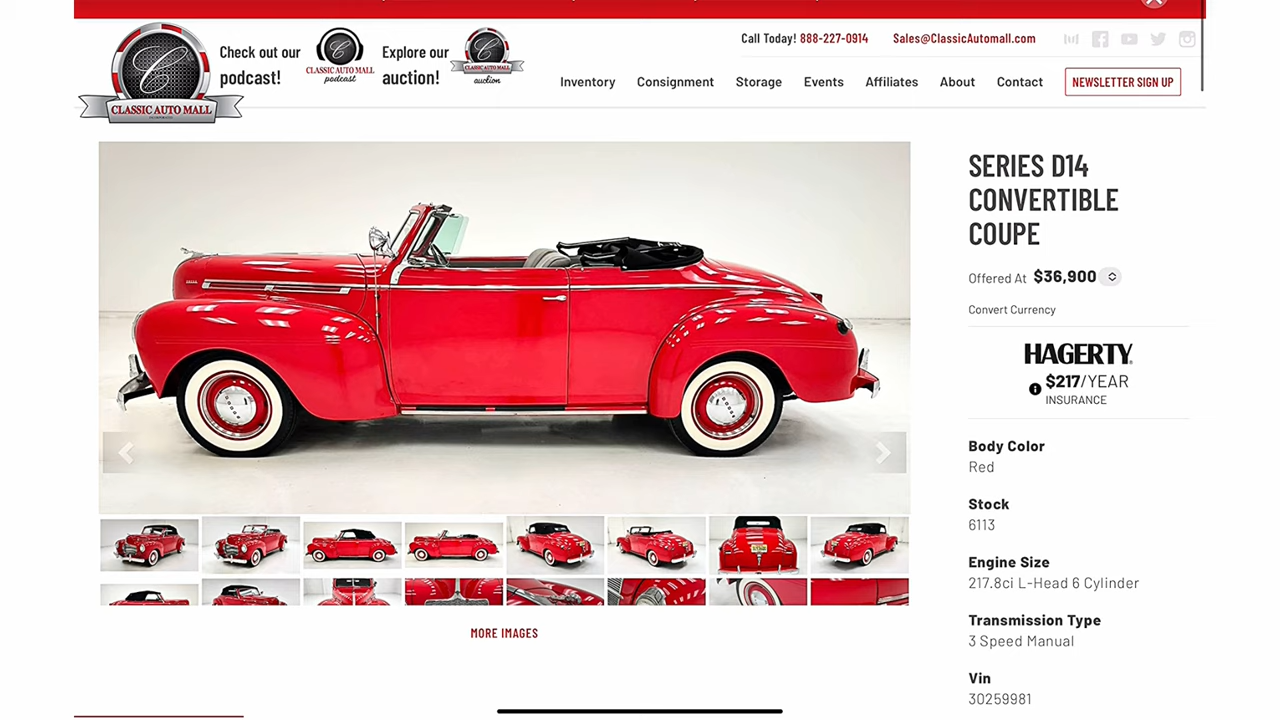 Check out our
podcast!
CLASSIC AUTO MALL
podcast
Explore our
auction!
CLASSIC AUTO MALL
auction
C
CLASSIC AUTO MALL
Call Today! 888-227-0914
Sales@ClassicAutomall.com
Inventory
Consignment
Storage
Events
Affiliates
About
Contact
NEWSLETTER SIGN UP
SERIES D14
CONVERTIBLE
COUPE
Offered At $36,900
Convert Currency
HAGERTY
$217/YEAR
INSURANCE
Body Color
Red
Stock
6113
Engine Size
217.8ci L-Head 6 Cylinder
Transmission Type
3 Speed Manual
Vin
30259981
MORE IMAGES